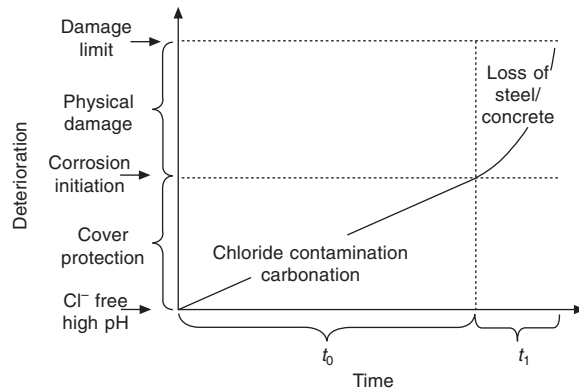 Damage
limit
Physical
damage
Corrosion
initiation
Cover
protection
Cl⁻ free
high pH
Deterioration
Loss of
steel/
concrete
Chloride contamination
carbonation
t₀
t₁
Time